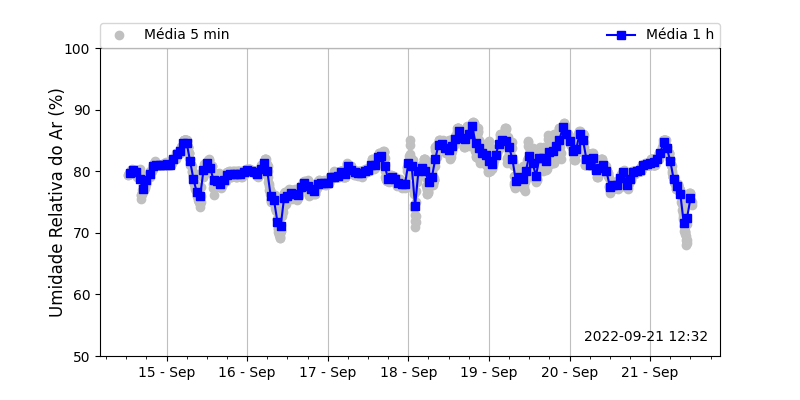 Média 5 min
Média 1 h
100
90
80
70
60
50
Umidade Relativa do Ar (%)
2022-09-21 12:32
15 - Sep
16 - Sep
17 - Sep
18 - Sep
19 - Sep
20 - Sep
21 - Sep